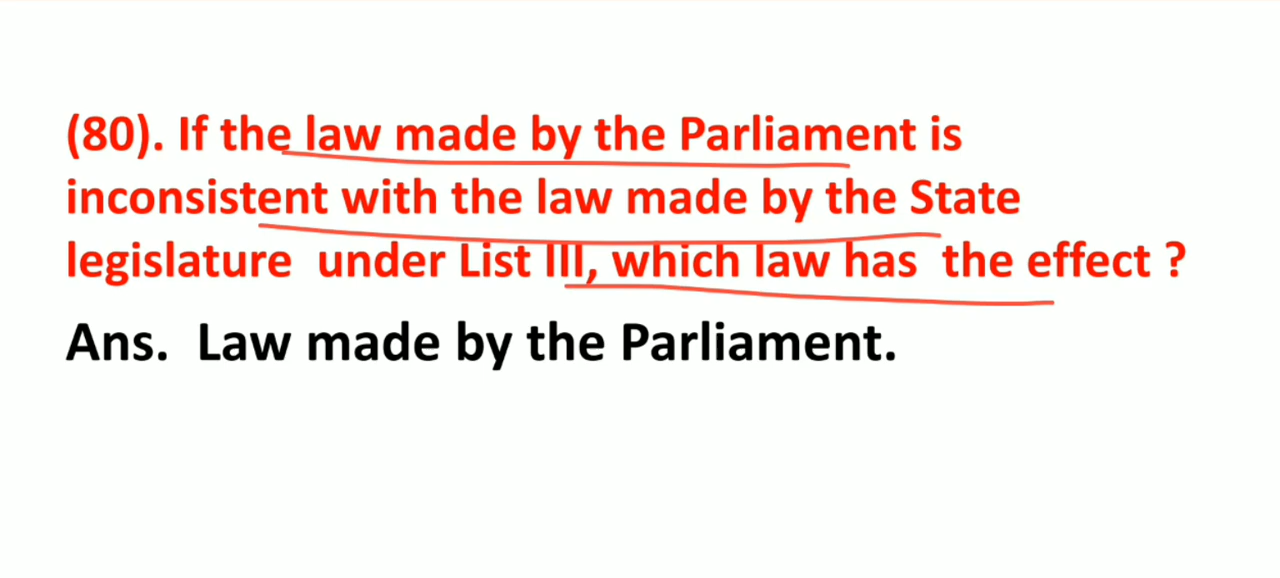 (80). If the law made by the Parliament is
inconsistent with the law made by the State
legislature under List III, which law has the effect ?
Ans. Law made by the Parliament.